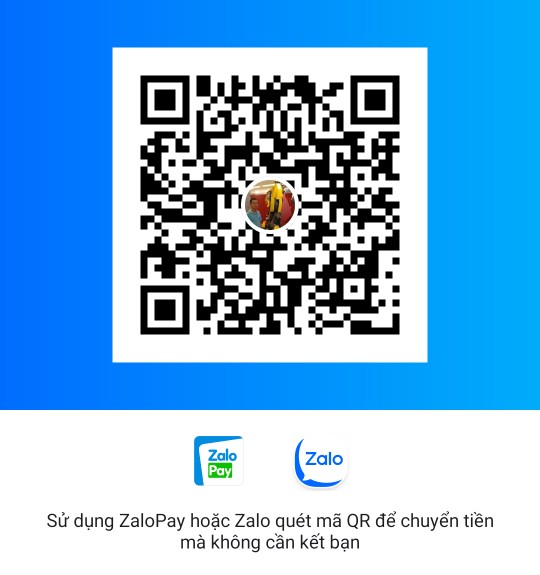 Zalo
Pay
Zalo
Sử dụng ZaloPay hoặc Zalo quét mã QR để chuyển tiền
mà không cần kết bạn